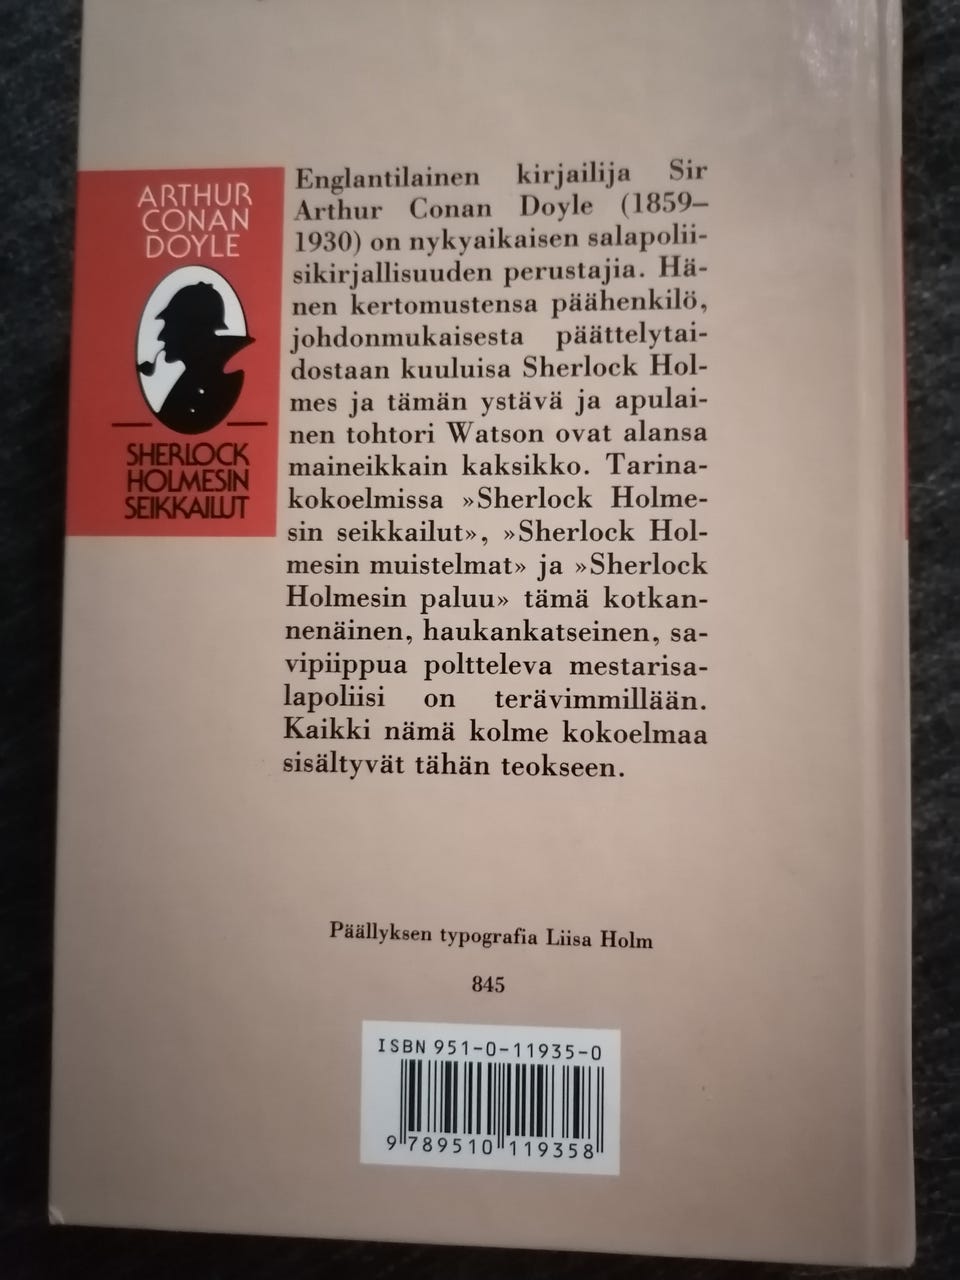 ARTHUR
CONAN
DOYLE
SHERLOCK
HOLMESIN
SEIKKAILUT
Englantilainen kirjailija Sir
Arthur Conan Doyle (1859–
1930) on nykyaikaisen salapolii-
sikirjallisuuden perustajia. Hä-
nen kertomustensa päähenkilö,
johdonmukaisesta päättelytai-
dostaan kuuluisa Sherlock Hol-
mes ja tämän ystävä ja apulai-
nen tohtori Watson ovat alansa
maineikkain kaksikko. Tarina-
kokoelmissa »Sherlock Holme-
sin seikkailut», »Sherlock Hol-
mesin muistelmat» ja »Sherlock
Holmesin paluu» tämä kotkan-
nenäinen, haukankatseinen, sa-
vipiippua poltteleva mestarisa-
lapoliisi on terävimmillään.
Kaikki nämä kolme kokoelmaa
sisältyvät tähän teokseen.
Päällyksen typografia Liisa Holm
845
ISBN 951-0-11935-0
9 789510 119358